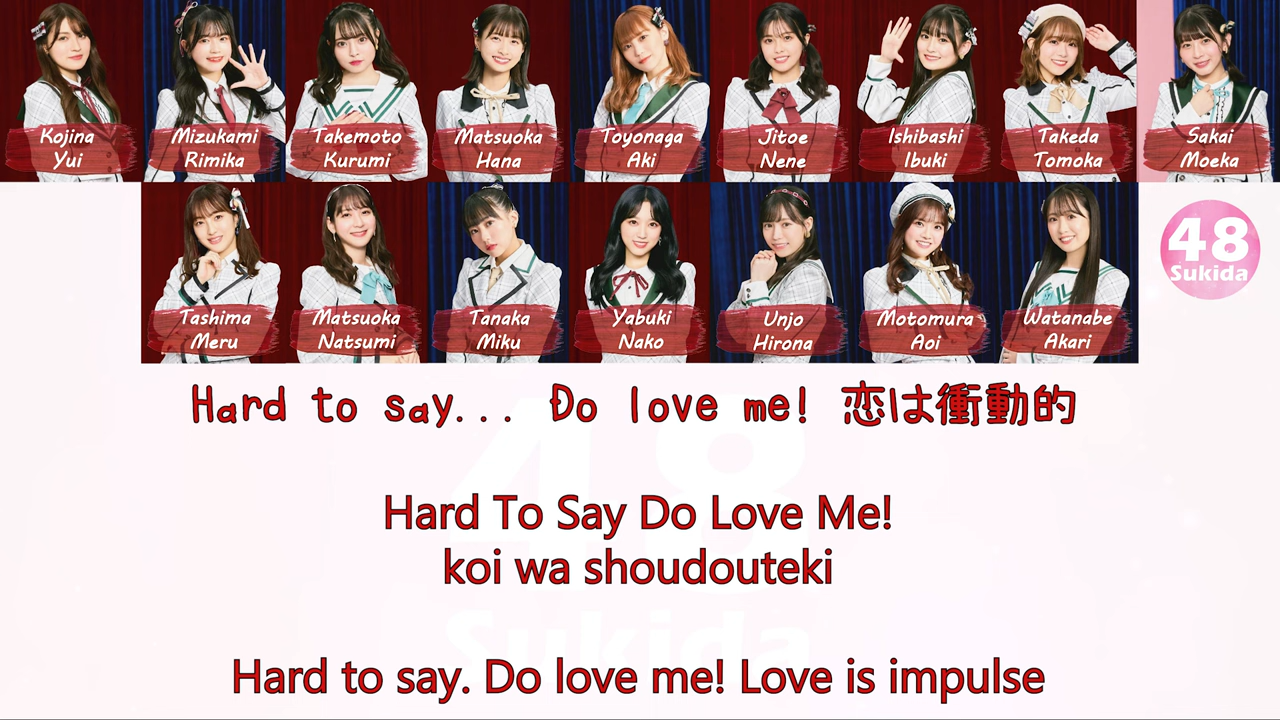 Kojina
Yui
Mizukami
Rimika
Takemoto
Kurumi
Matsuoka
Hana
Toyonaga
Aki
Jitoe
Nene
Ishibashi
Ibuki
Takeda
Tomoka
Sakai
Moeka
Tashima
Meru
Matsuoka
Natsumi
Tanaka
Miku
Yabuki
Nako
Unjo
Hirona
Motomura
Aoi
Watanabe
Akari
48
Sukida
Hard to say... Do love me! 恋は衝動的
Hard To Say Do Love Me!
koi wa shoudouteki
48
Sukida
Hard to say. Do love me! Love is impulse